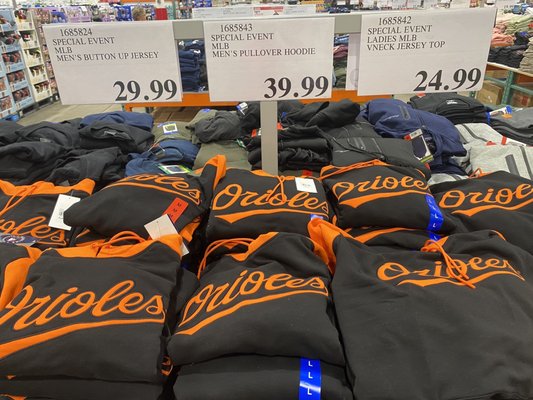 1685824
SPECIAL EVENT
MLB
MEN'S BUTTON UP JERSEY
29.99
1685843
SPECIAL EVENT
MLB
MEN'S PULLOVER HOODIE
39.99
1685842
SPECIAL EVENT
LADIES MLB
VNECK JERSEY TOP
24.99
Orioles
Orioles
Orioles
Orioles
Orioles
Orioles
Orioles
L L L